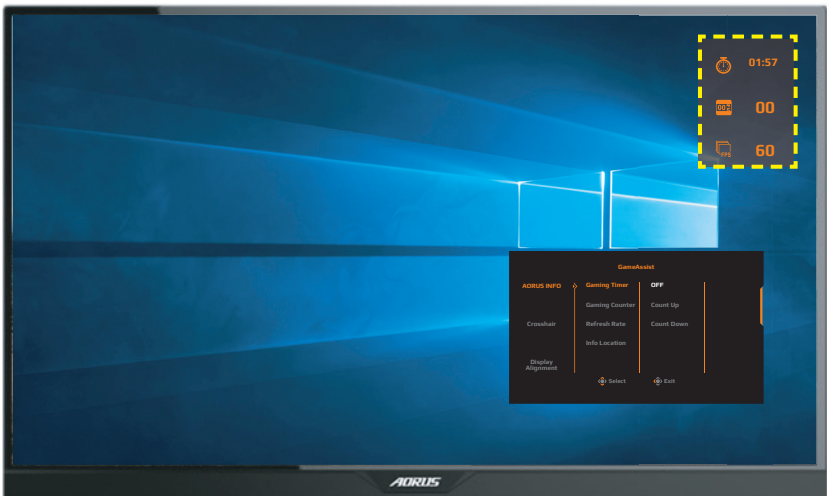 01:57
00
FPS 60
GameAssist
AORUS INFO Gaming Timer OFF
Gaming Counter Count Up
Crosshair Refresh Rate Count Down
Info Location
Display
Alignment
Select Exit
AORUS